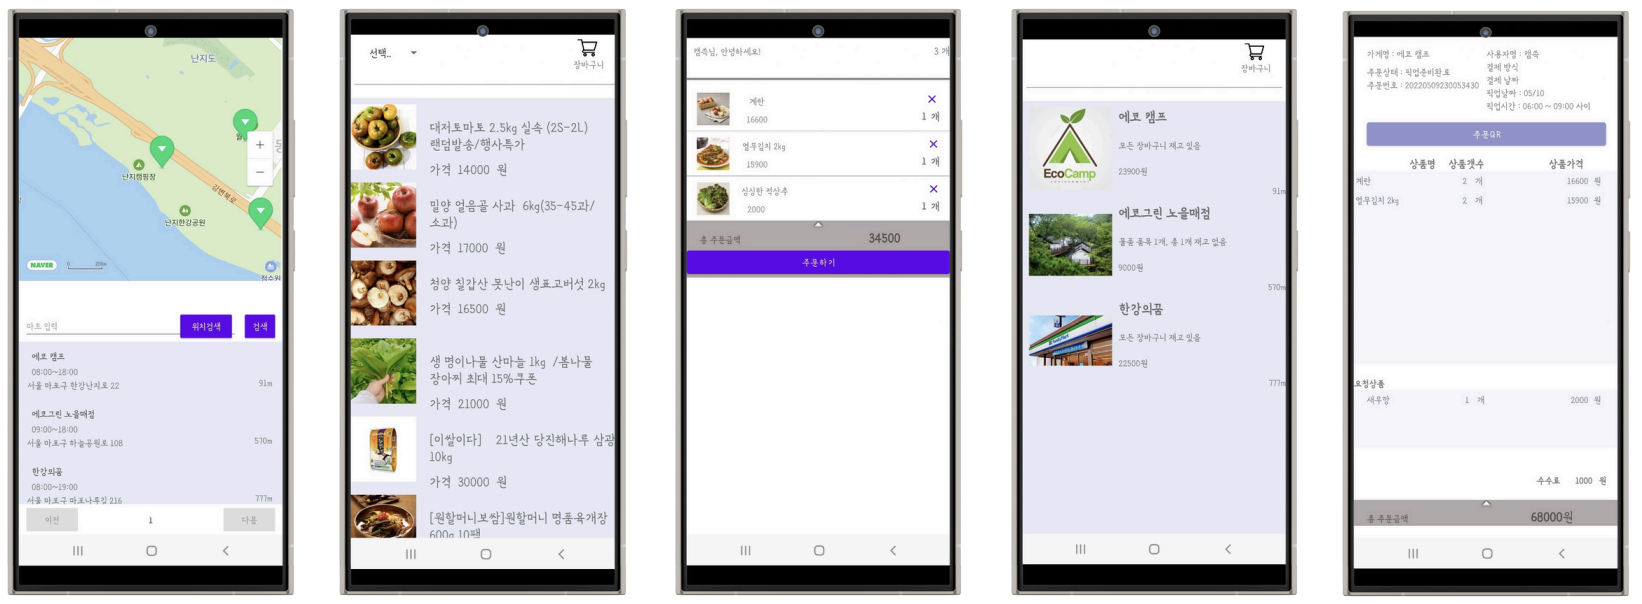 난지도
난지캠핑장
강변북로
난지한강공원
NAVER
200m
마트 입력
위치검색
검색
에코 캠프
08:00~18:00
서울 마포구 한강난지로 22
91m
에코그린 노을매점
09:00~18:00
서울 마포구 하늘공원로 108
570m
한강의꿈
08:00~19:00
서울 마포구 마포나루길 216
777m
이전
1
다음
선택..
장바구니
대저토마토 2.5kg 실속 (2S-2L)
랜덤발송/행사특가
가격 14000 원
밀양 얼음골 사과 6kg(35-45과/
소과)
가격 17000 원
청양 칠갑산 못난이 생표고버섯 2kg
가격 16500 원
생 명이나물 산마늘 1kg /봄나물
장아찌 최대 15%쿠폰
가격 21000 원
[이쌀이다] 21년산 당진해나루 삼광
10kg
가격 30000 원
[원할머니보쌈]원할머니 명품육개장
600g 10팩
캠즉님, 안녕하세요!
3 개
계란
16600
1 개
열무김치 2kg
15900
1 개
싱싱한 적상추
2000
1 개
총 주문금액
34500
주문하기
장바구니
에코 캠프
모든 장바구니 재고 있음
23900원
91m
EcoCamp
에코그린 노을매점
물품 품목 1개, 총 1개 재고 없음
9000원
570m
한강의꿈
모든 장바구니 재고 있음
22500원
777m
가게명 : 에코 캠프
사용자명 : 캠즉
결제 방식
주문상태 : 픽업준비완료
결제 날짜
주문번호 : 20220509230053430
픽업날짜 : 05/10
픽업시간 : 06:00 ~ 09:00 사이
주문QR
상품명 상품갯수 상품가격
계란 2 개 16600 원
열무김치 2kg 2 개 15900 원
요청상품
새우깡 1 개 2000 원
수수료 1000 원
총 주문금액
68000원